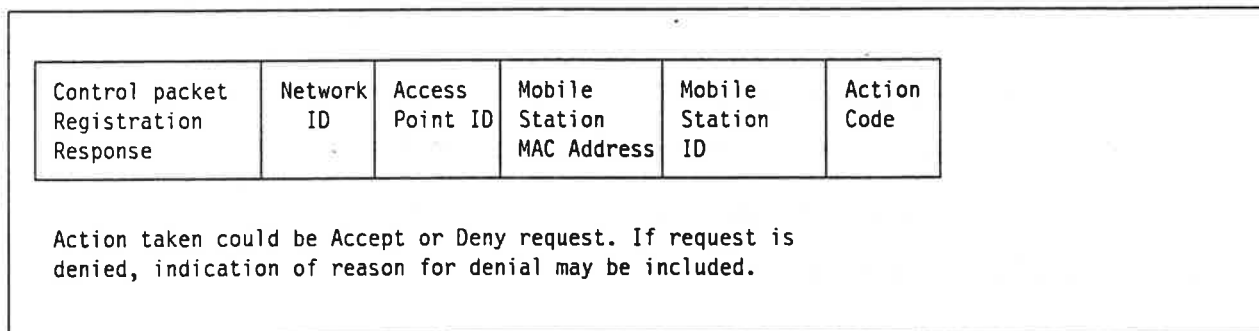 Control packet Registration Response
Network ID
Access Point ID
Mobile Station MAC Address
Mobile Station ID
Action Code
Action taken could be Accept or Deny request. If request is
denied, indication of reason for denial may be included.